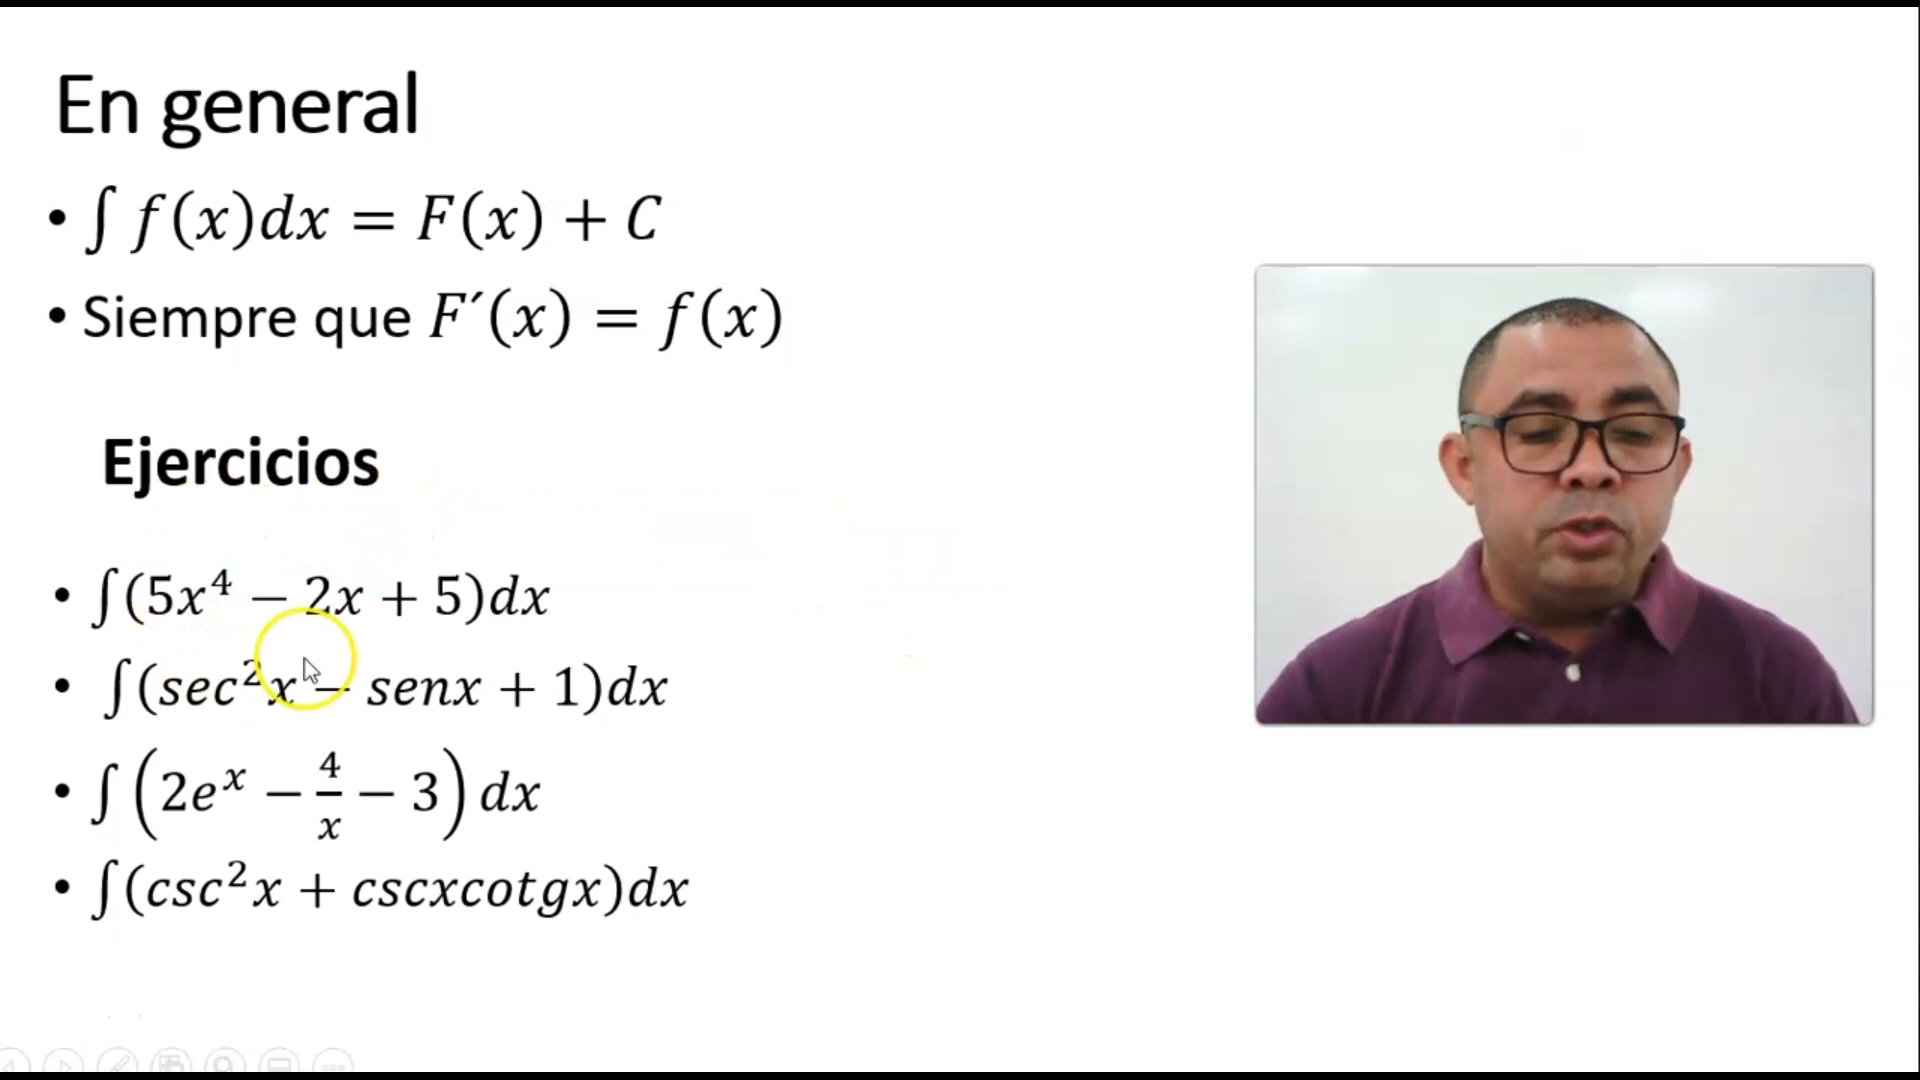 En general
• ∫ f(x)dx = F(x) + C
• Siempre que F´(x) = f(x)
Ejercicios
• ∫(5x⁴ − 2x + 5)dx
• ∫(sec²x − senx + 1)dx
• ∫(2eˣ − 4/x − 3) dx
• ∫(csc²x + cscxcotgx)dx